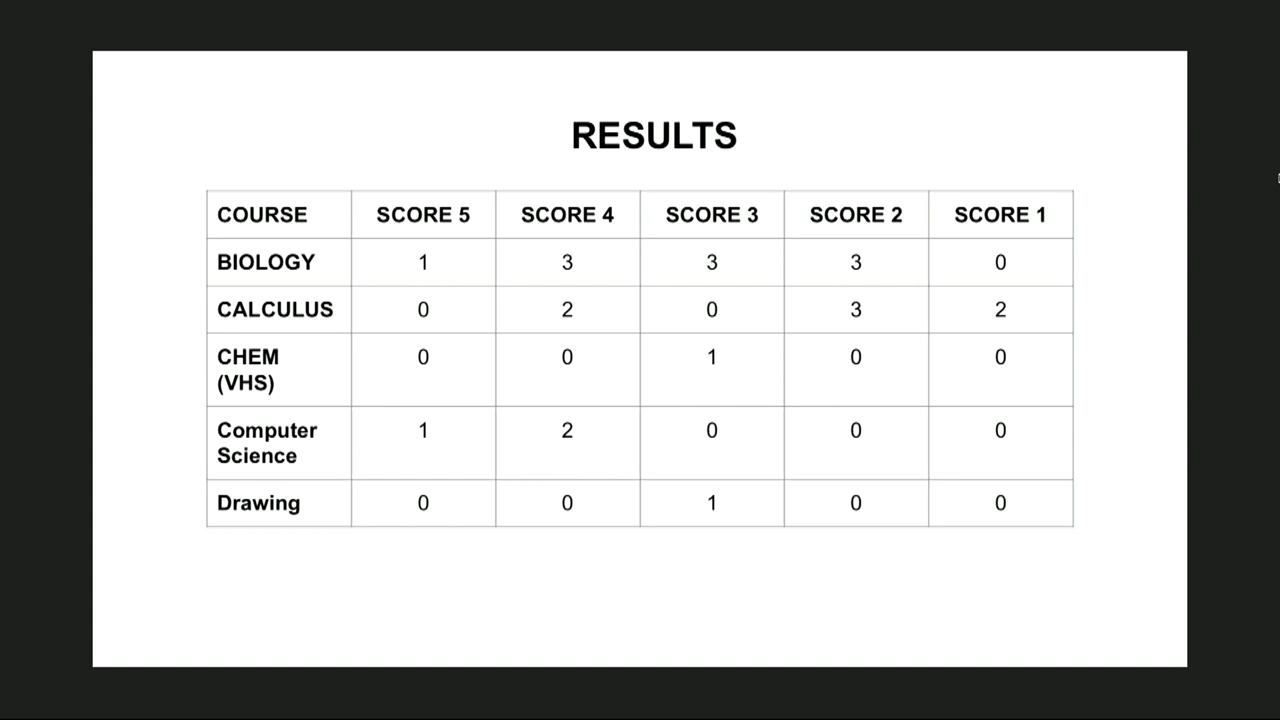 RESULTS
COURSE SCORE 5 SCORE 4 SCORE 3 SCORE 2 SCORE 1
BIOLOGY 1 3 3 3 0
CALCULUS 0 2 0 3 2
CHEM 0 0 1 0 0
(VHS)
Computer 1 2 0 0 0
Science
Drawing 0 0 1 0 0